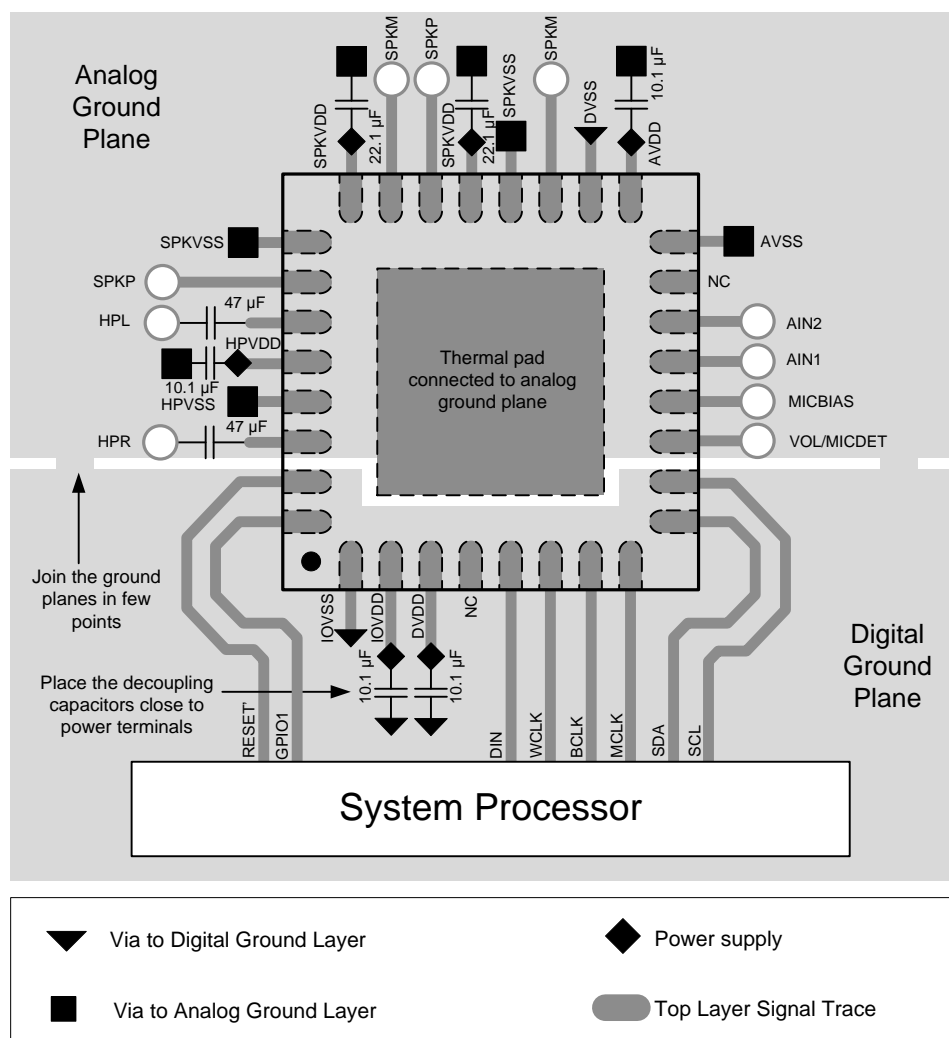 Analog
Ground
Plane
SPKVDD
22.1 µF
SPKM
SPKP
SPKVDD
22.1 µF
SPKVSS
SPKM
DVSS
10.1 µF
AVDD
SPKVSS
SPKP
HPL
47 µF
HPVDD
10.1 µF
HPVSS
47 µF
HPR
AVSS
NC
AIN2
AIN1
MICBIAS
VOL/MICDET
Thermal pad
connected to analog
ground plane
Join the ground
planes in few
points
IOVSS
IOVDD
DVDD
NC
10.1 µF
10.1 µF
Place the decoupling
capacitors close to
power terminals
Digital
Ground
Plane
RESET'
GPIO1
DIN
WCLK
BCLK
MCLK
SDA
SCL
System Processor
Via to Digital Ground Layer
Power supply
Via to Analog Ground Layer
Top Layer Signal Trace